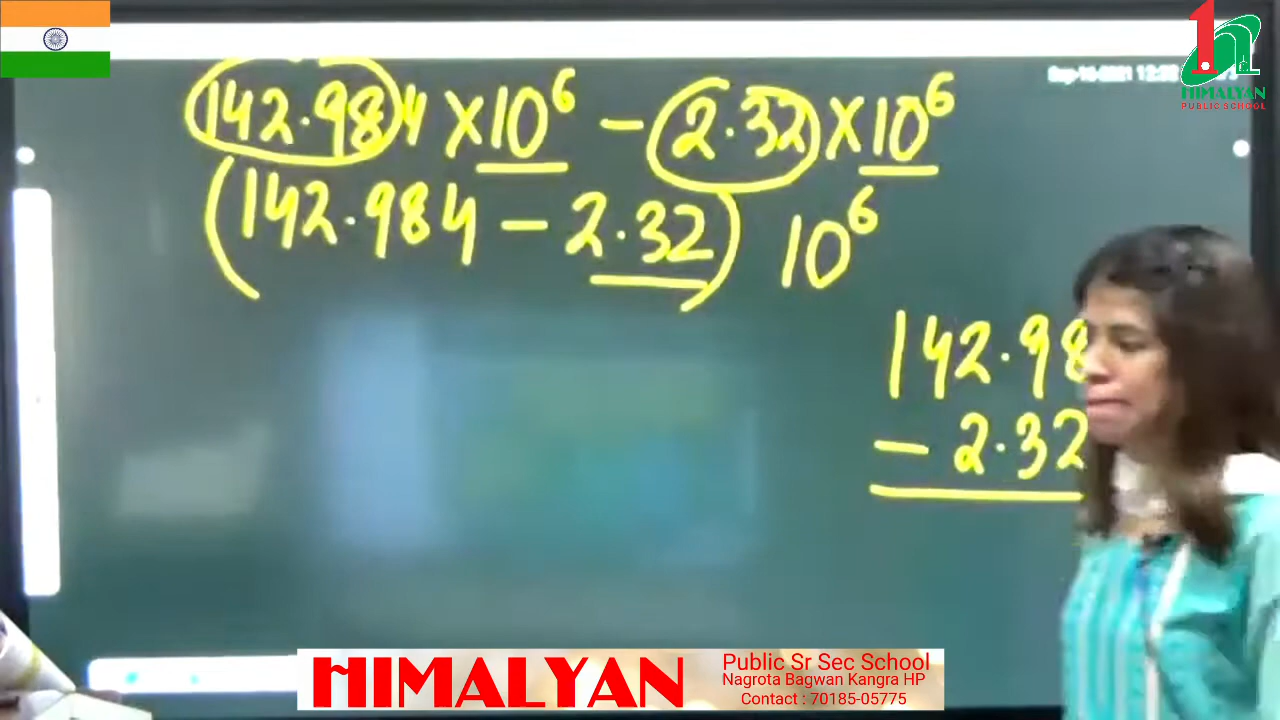 142.984 × 10⁶ – 2.32 × 10⁶
(142.984 – 2.32) 10⁶
142.98
– 2.32
1h
HIMALYAN
PUBLIC SCHOOL
HIMALYAN
Public Sr Sec School
Nagrota Bagwan Kangra HP
Contact : 70185-05775